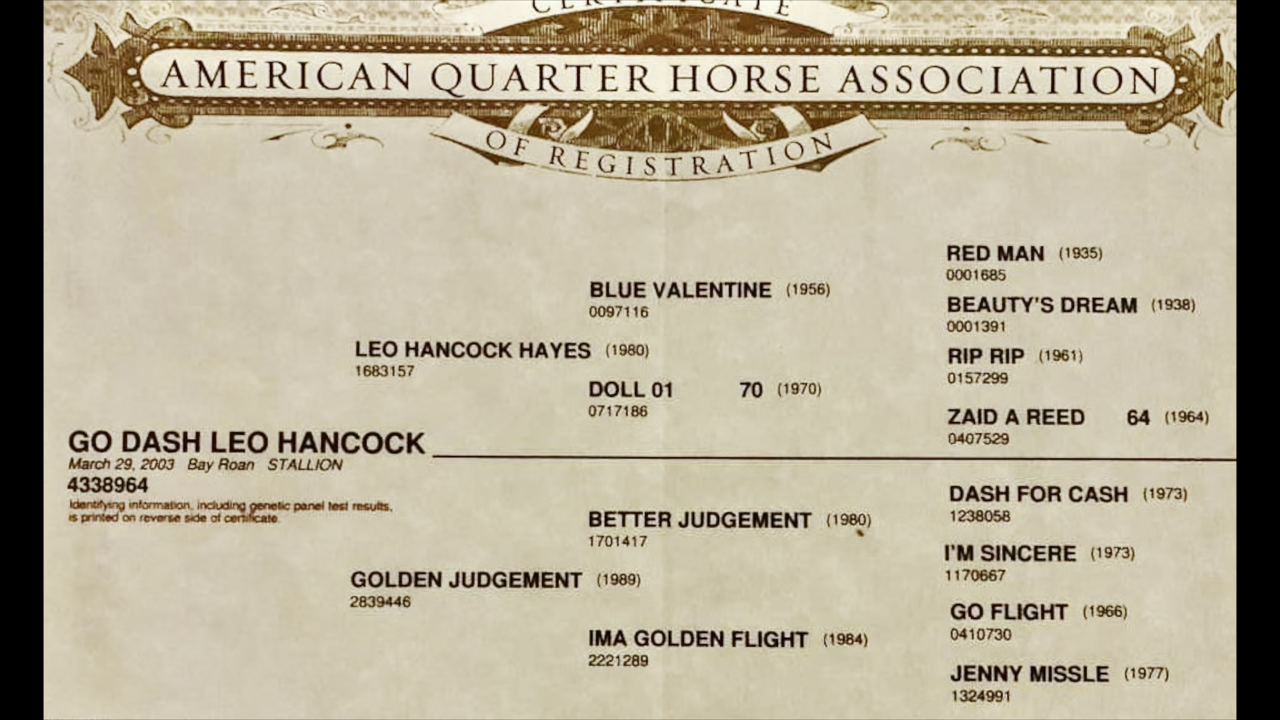 CERTIFICATE
AMERICAN QUARTER HORSE ASSOCIATION
OF REGISTRATION
RED MAN (1935)
0001685
BLUE VALENTINE (1956)
0097116
BEAUTY'S DREAM (1938)
0001391
LEO HANCOCK HAYES (1980)
1683157
RIP RIP (1961)
0157299
DOLL 01 70 (1970)
0717186
ZAID A REED 64 (1964)
0407529
GO DASH LEO HANCOCK
March 29, 2003 Bay Roan STALLION
4338964
Identifying information, including genetic panel test results,
is printed on reverse side of certificate.
DASH FOR CASH (1973)
1238058
BETTER JUDGEMENT (1980)
1701417
I'M SINCERE (1973)
1170667
GOLDEN JUDGEMENT (1989)
2839446
GO FLIGHT (1966)
0410730
IMA GOLDEN FLIGHT (1984)
2221289
JENNY MISSLE (1977)
1324991